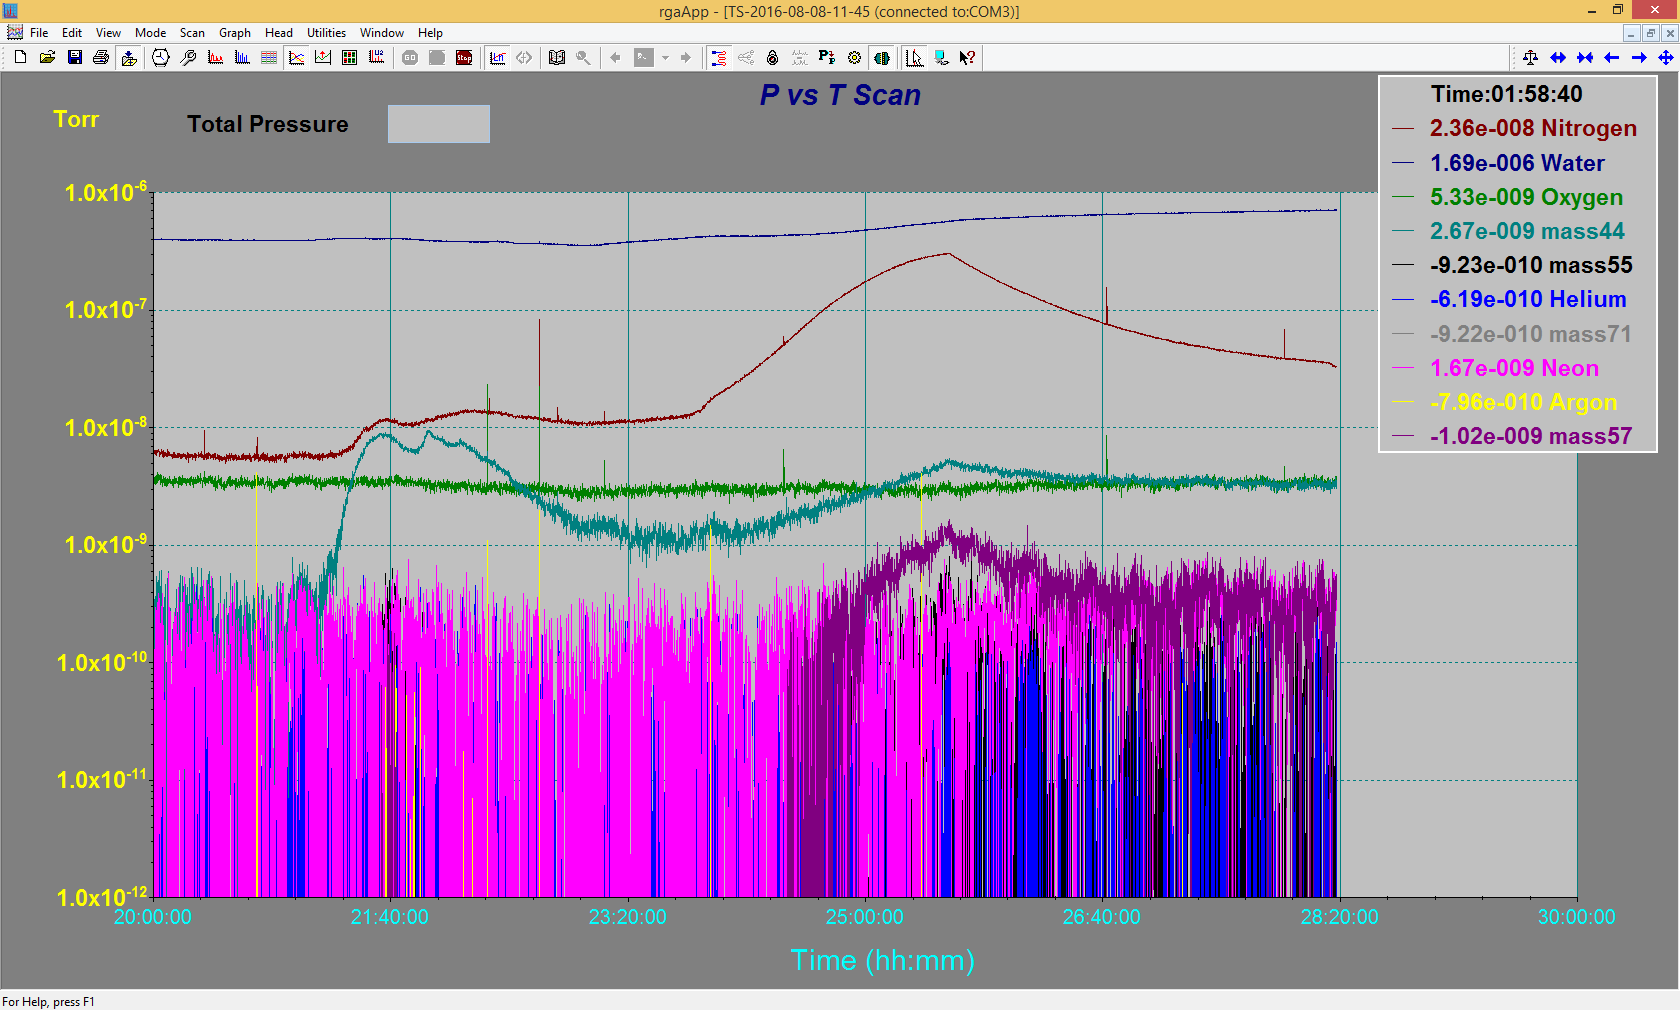 rgaApp - [TS-2016-08-08-11-45 (connected to:COM3)]
File Edit View Mode Scan Graph Head Utilities Window Help
GO Stop
P vs T Scan
Torr
Total Pressure
Time:01:58:40
2.36e-008 Nitrogen
1.69e-006 Water
5.33e-009 Oxygen
2.67e-009 mass44
-9.23e-010 mass55
-6.19e-010 Helium
-9.22e-010 mass71
1.67e-009 Neon
-7.96e-010 Argon
-1.02e-009 mass57
1.0x10-6
1.0x10-7
1.0x10-8
1.0x10-9
1.0x10-10
1.0x10-11
1.0x10-12
20:00:00 21:40:00 23:20:00 25:00:00 26:40:00 28:20:00 30:00:00
Time (hh:mm)
For Help, press F1